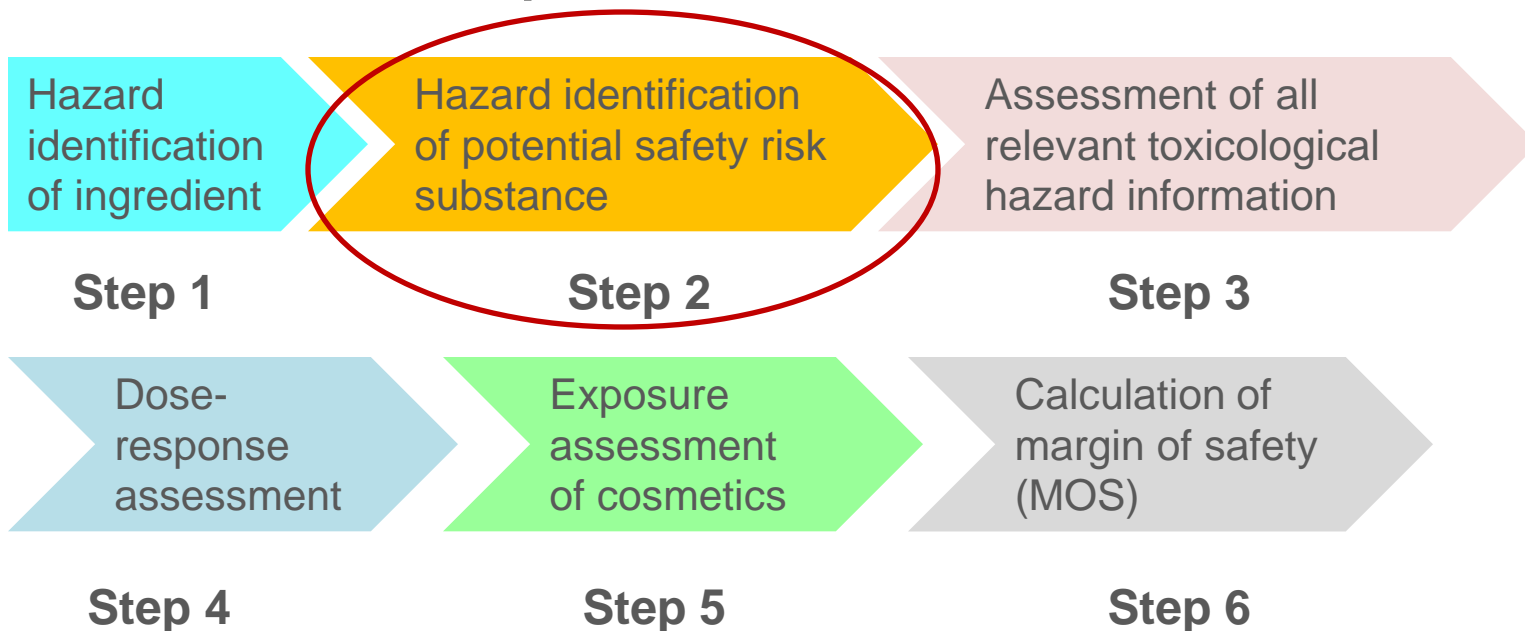 Hazard
identification
of ingredient
Hazard identification
of potential safety risk
substance
Assessment of all
relevant toxicological
hazard information
Step 1
Step 2
Step 3
Dose-
response
assessment
Exposure
assessment
of cosmetics
Calculation of
margin of safety
(MOS)
Step 4
Step 5
Step 6